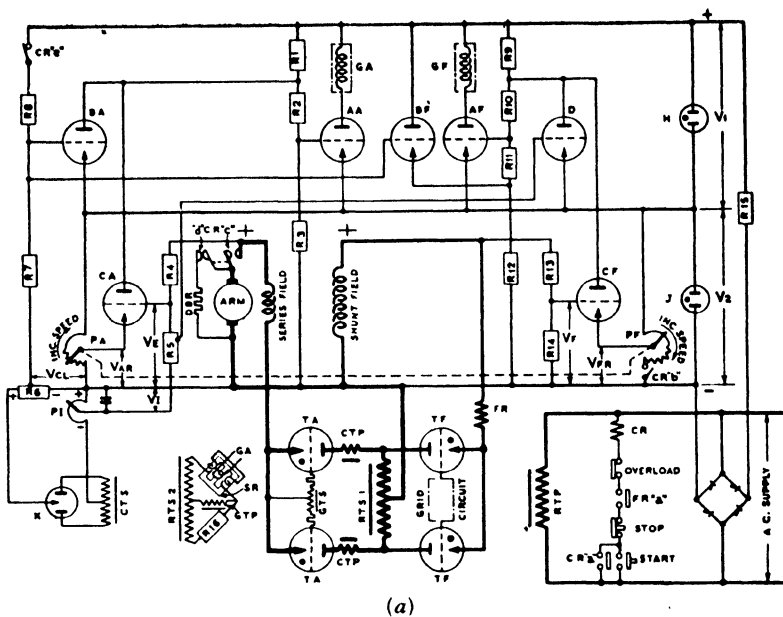 +
CR"e"
R1
GA
GF
R9
R8
BA
R2
AA
BF
AF
R10
D
H
V1
R11
R15
R7
CA
R4
"d"CR"c"
+
R3
+
R12
R13
CF
V2
J
DBR
ARM
SERIES FIELD
SHUNT FIELD
INC SPEED
PA
VE
R5
R14
VF
PF
INC SPEED
VCL
VAR
VFR
CR"b"
R6
+
-
+
-
PI
VI
-
FR
GA
TA
CTP
TF
CR
RTS 2
SR
GTP
R16
GTS
RTS 1
GRID
CIRCUIT
RTP
OVERLOAD
FR"A"
STOP
CR"a"
START
A.C. SUPPLY
X
CTS
TA
CTP
TF
(a)